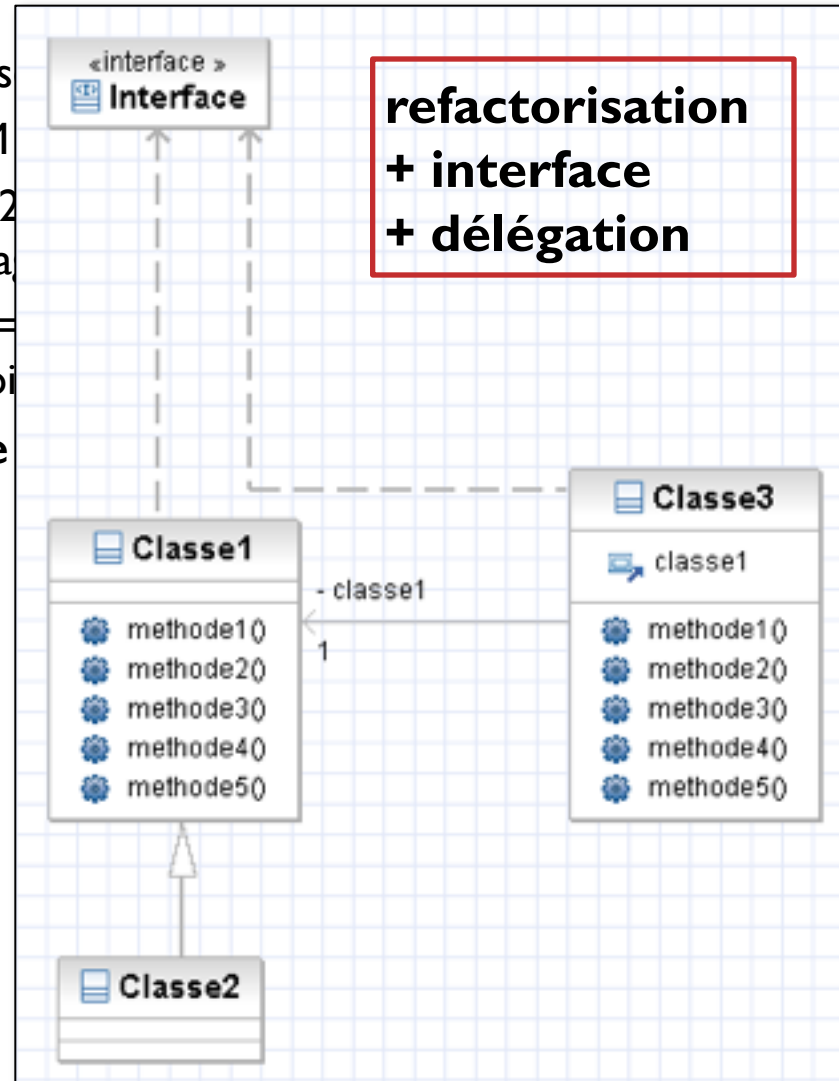 «interface »
Interface
refactorisation
+ interface
+ délégation
Classe1
methode1()
methode2()
methode3()
methode4()
methode5()
- classe1
1
Classe3
classe1
methode1()
methode2()
methode3()
methode4()
methode5()
Classe2